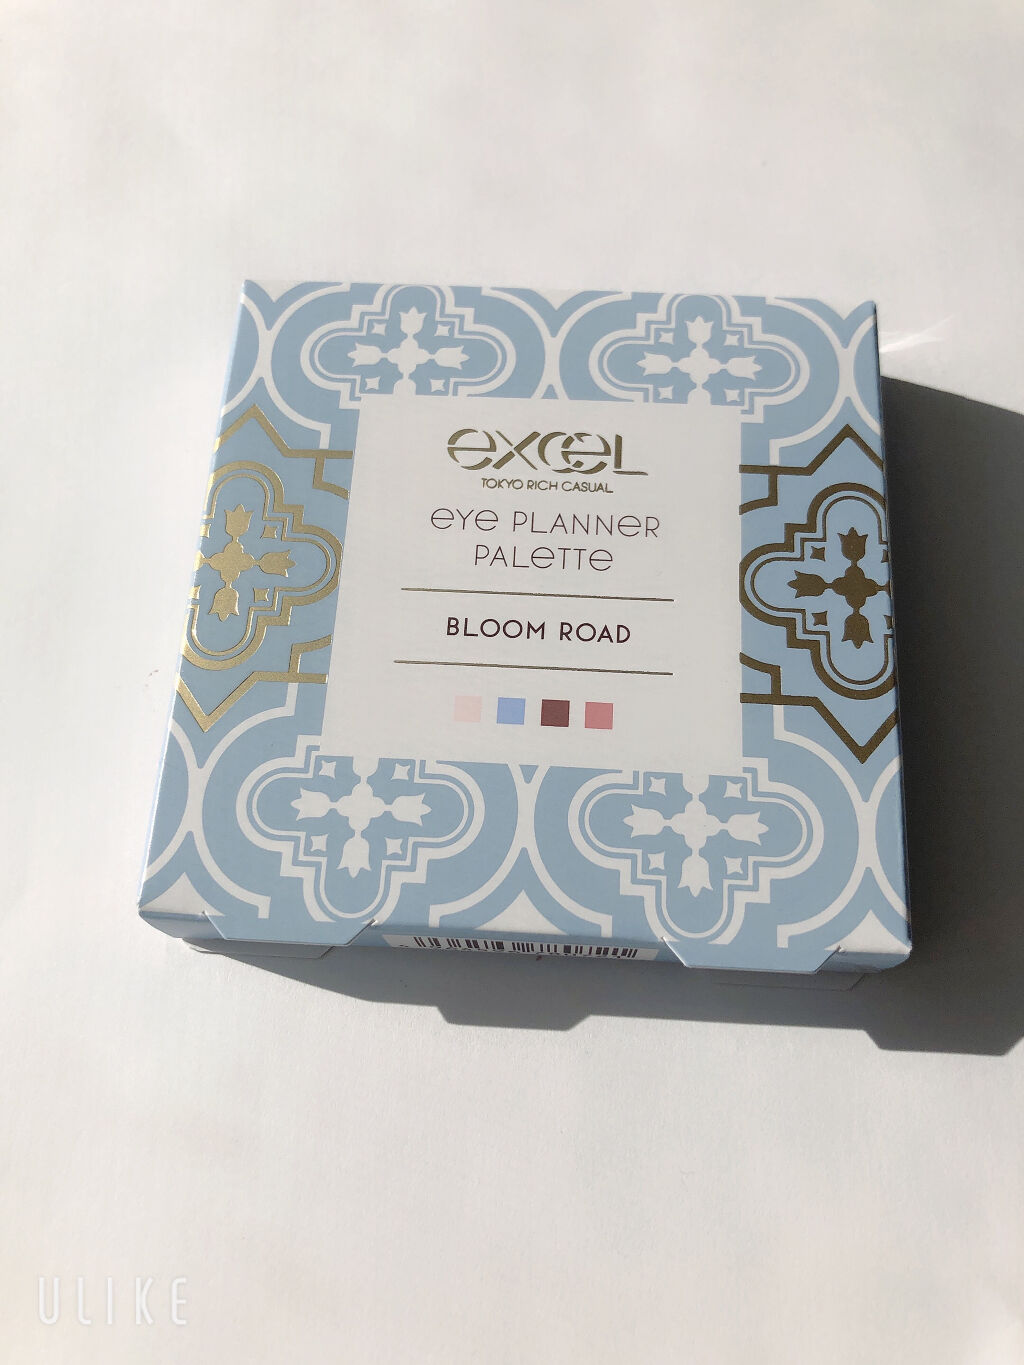 excel
TOKYO RICH CASUAL
eye PLANNER
PALETTE
BLOOM ROAD
ULIKE